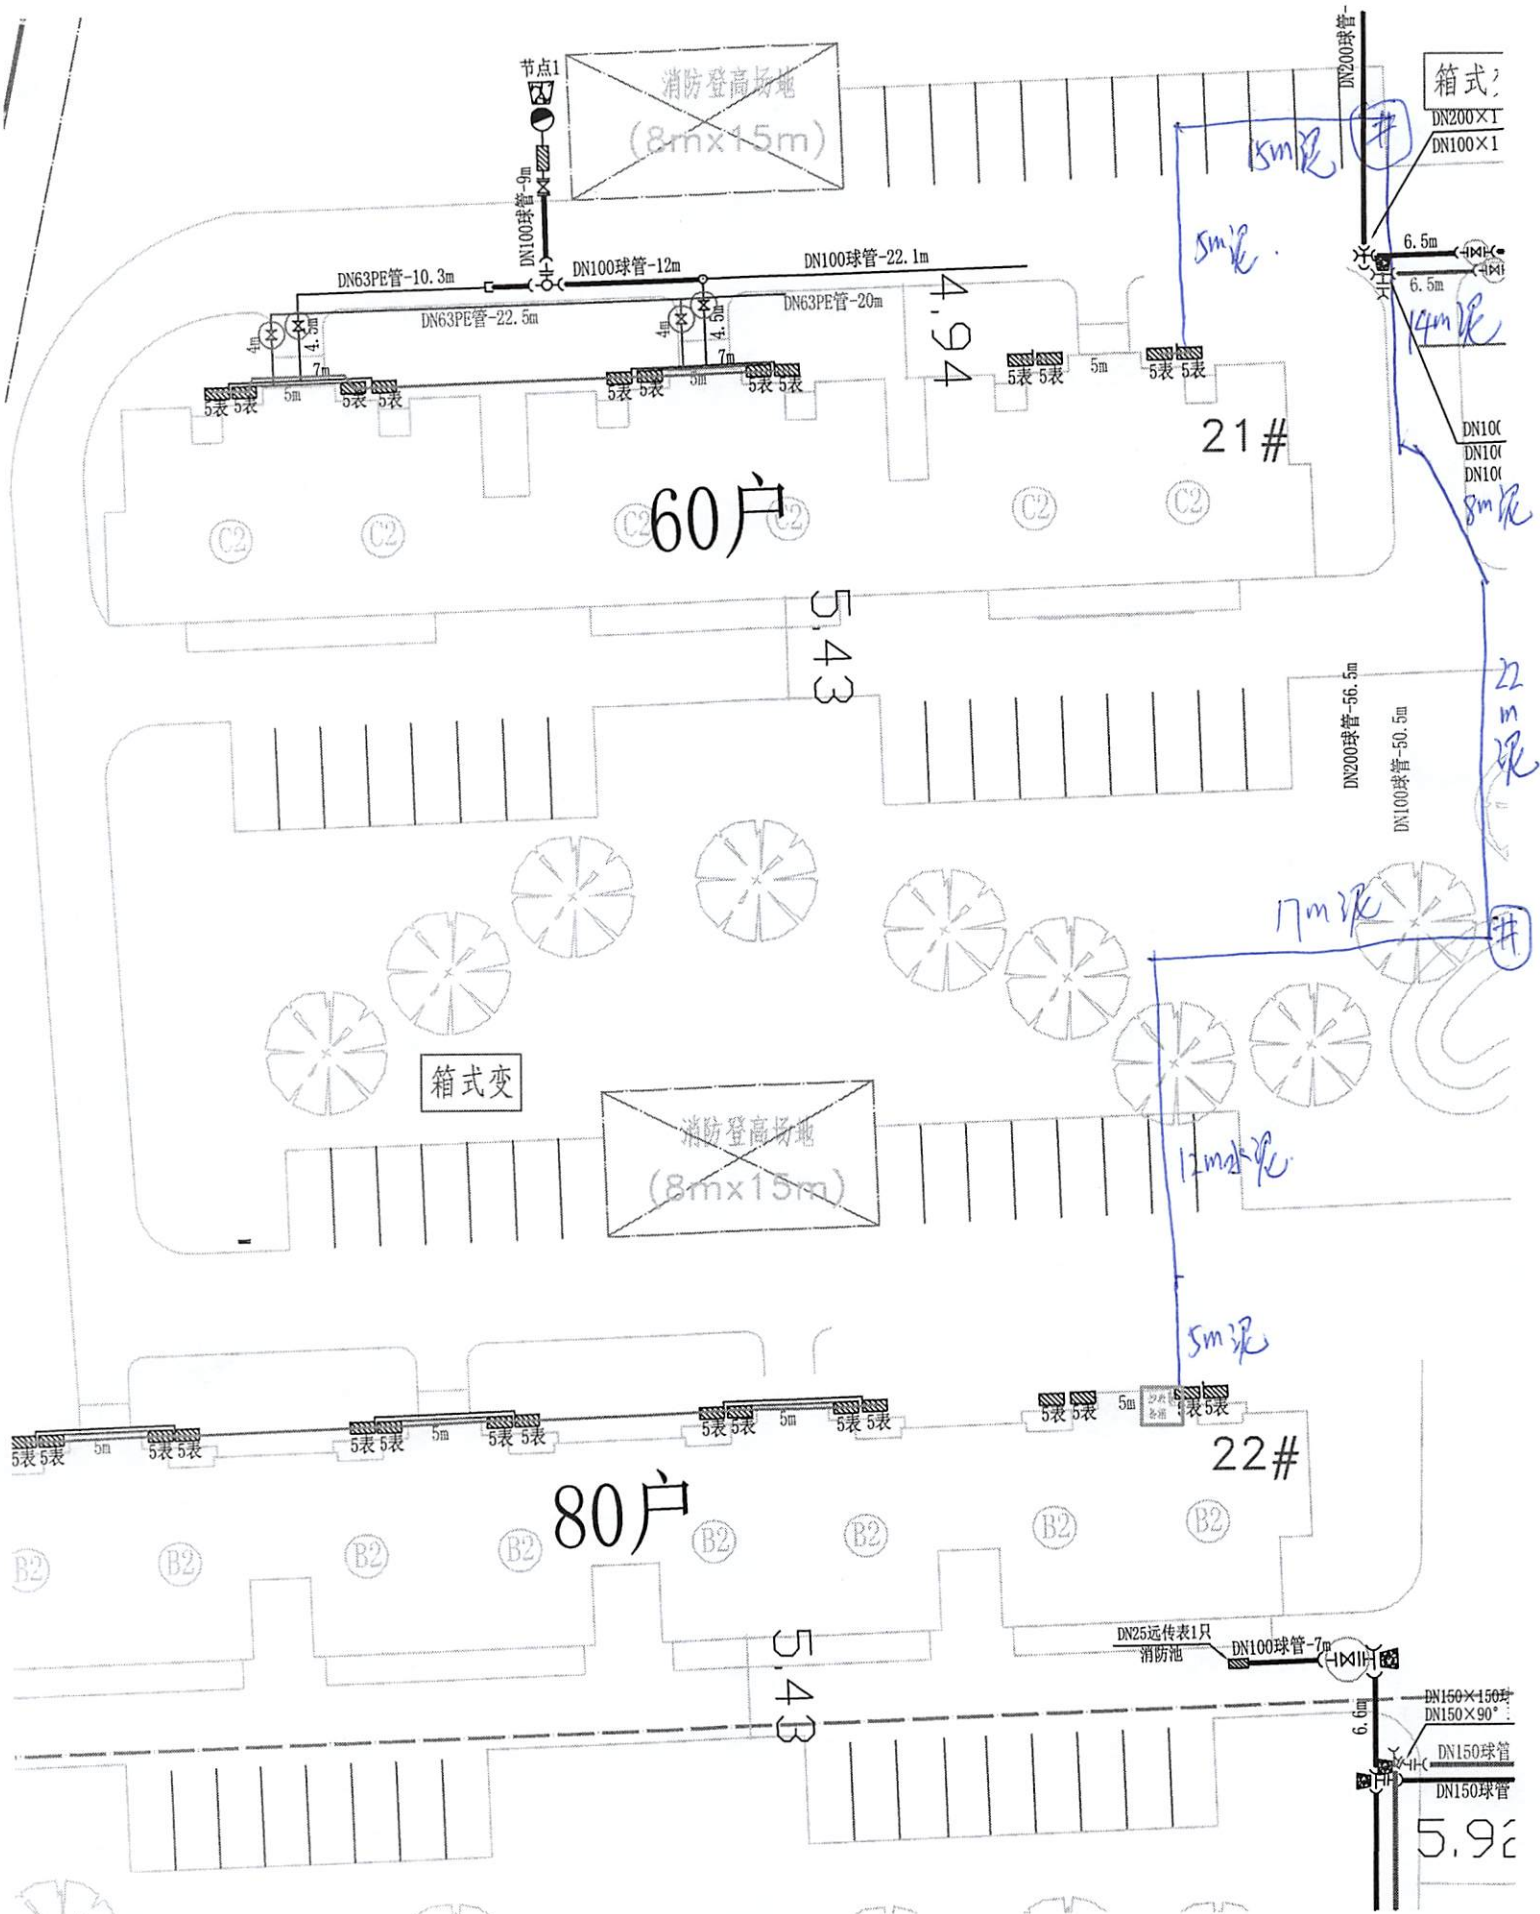 节点1
消防登高场地
(8mx15m)
DN200球管-
箱式
DN200×1
DN100×1
15m泥
井
DN100球管-9m
5m泥
6.5m
6.5m
DN63PE管-10.3m
DN100球管-12m
DN100球管-22.1m
DN63PE管-22.5m
DN63PE管-20m
4m
4.5m
4m
4.5m
4.94
14m泥
7m
5m
7m
5m
5m
5表
5表
5表
5表
5表
5表
5表
5表
5表
5表
5表
5表
21#
DN100
DN100
DN100
8m泥
60户
C2
C2
C2
C2
C2
C2
5.43
22
m
泥
DN200球管-56.5m
DN100球管-50.5m
17m泥
井
箱式变
消防登高场地
(8mx15m)
12m水泥
5m泥
5m
5m
5m
5m
5表
5表
5表
5表
5表
5表
5表
5表
5表
5表
5表
5表
5表
5表
表
5表
22#
80户
B2
B2
B2
B2
B2
B2
B2
B2
5.43
DN25远传表1只
消防池
DN100球管-7m
6.6m
DN150×150
DN150×90°
DN150球管
DN150球管
5.92